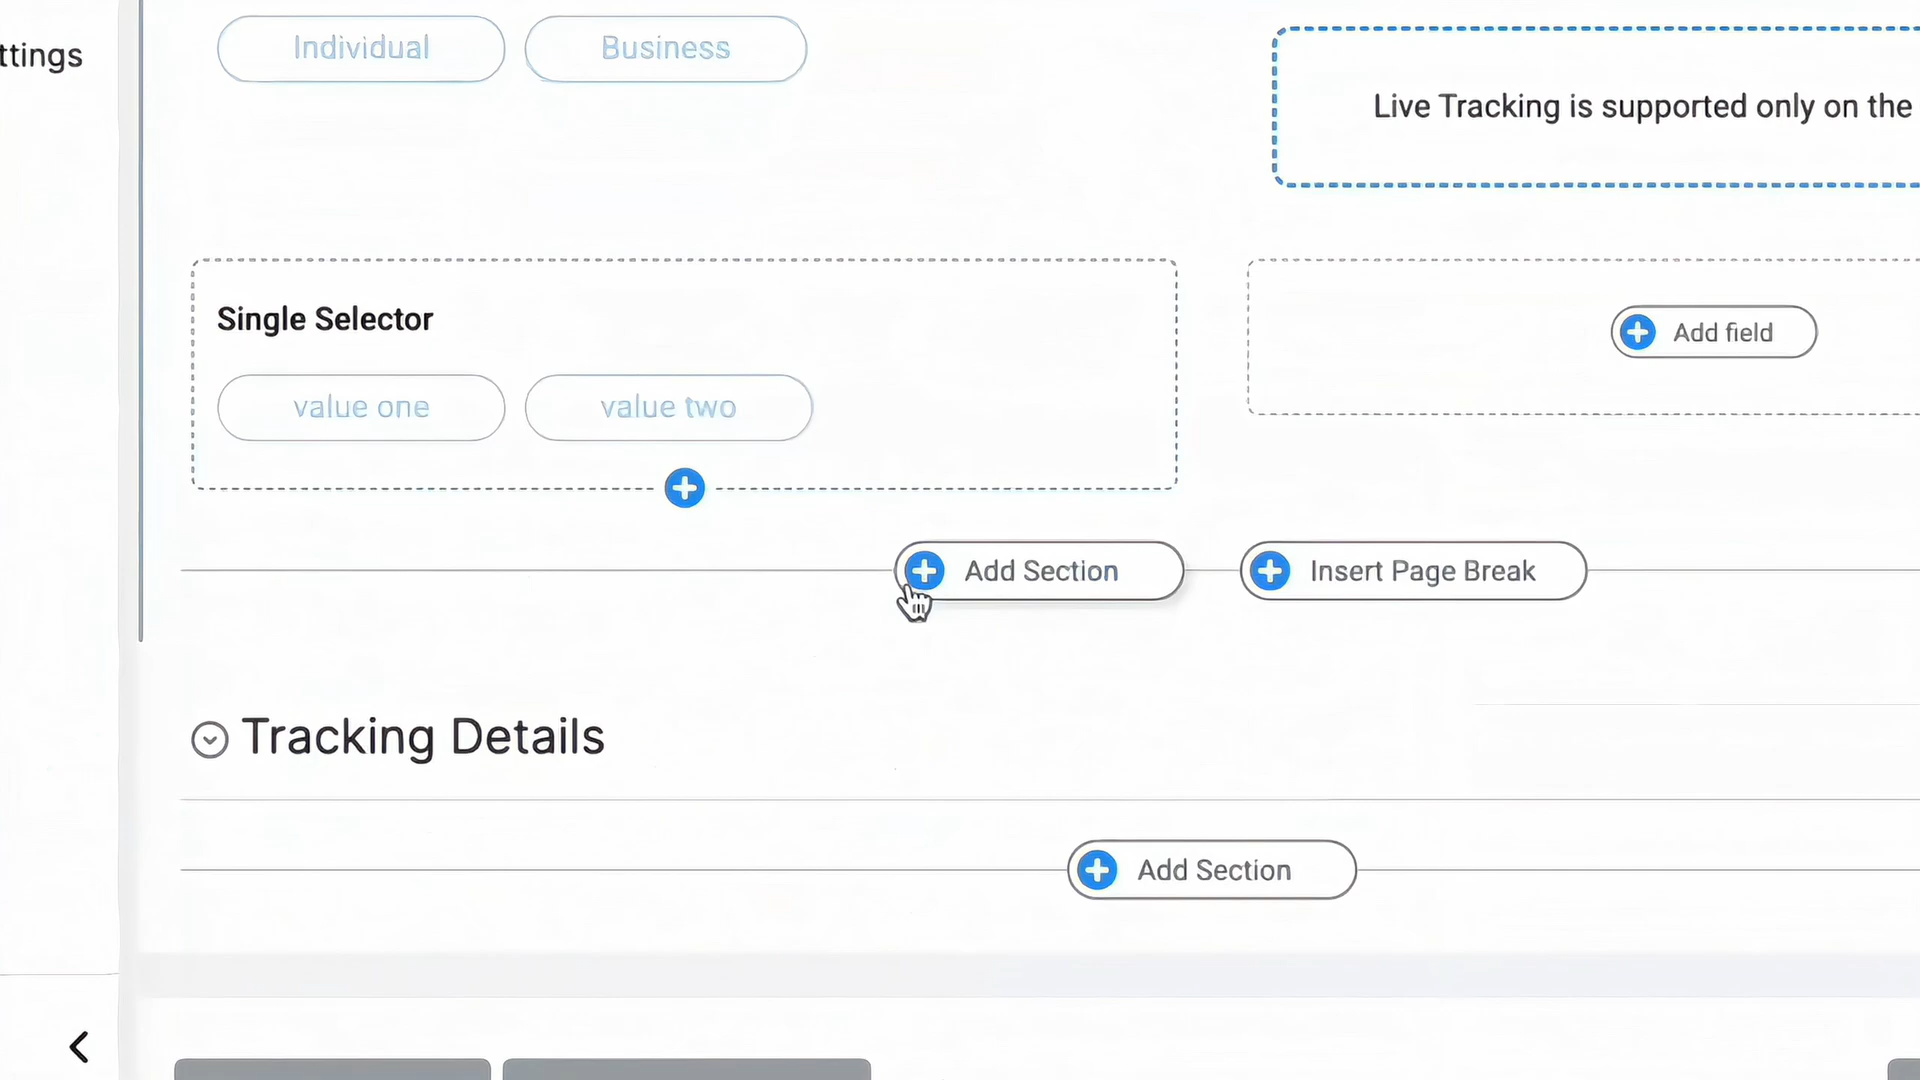 ttings
Individual
Business
Live Tracking is supported only on the
Single Selector
value one
value two
Add field
Add Section
Insert Page Break
Tracking Details
Add Section